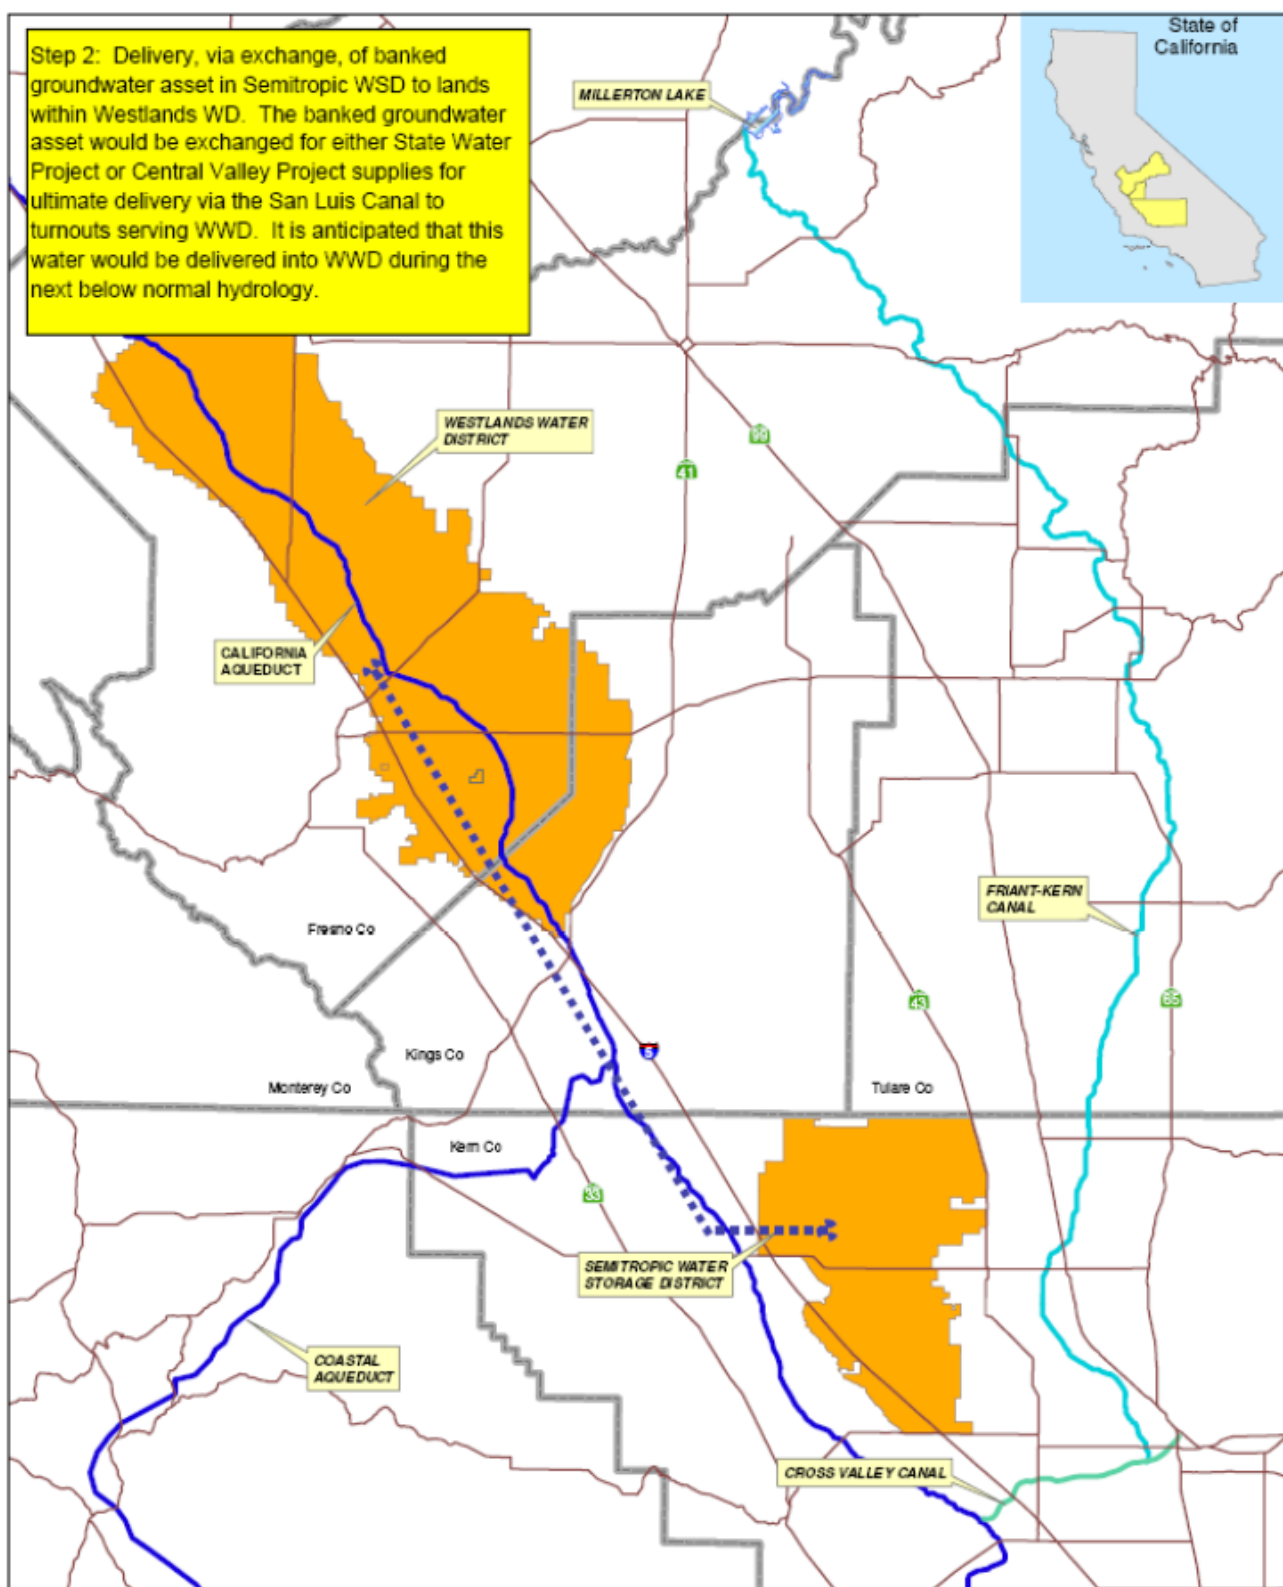 Step 2:  Delivery, via exchange, of banked
groundwater asset in Semitropic WSD to lands
within Westlands WD.  The banked groundwater
asset would be exchanged for either State Water
Project or Central Valley Project supplies for
ultimate delivery via the San Luis Canal to
turnouts serving WWD.  It is anticipated that this
water would be delivered into WWD during the
next below normal hydrology.
State of
California
MILLERTON LAKE
WESTLANDS WATER
DISTRICT
99
41
CALIFORNIA
AQUEDUCT
FRIANT-KERN
CANAL
Fresno Co
43
65
Kings Co
5
Monterey Co
Tulare Co
Kern Co
33
SEMITROPIC WATER
STORAGE DISTRICT
COASTAL
AQUEDUCT
CROSS VALLEY CANAL